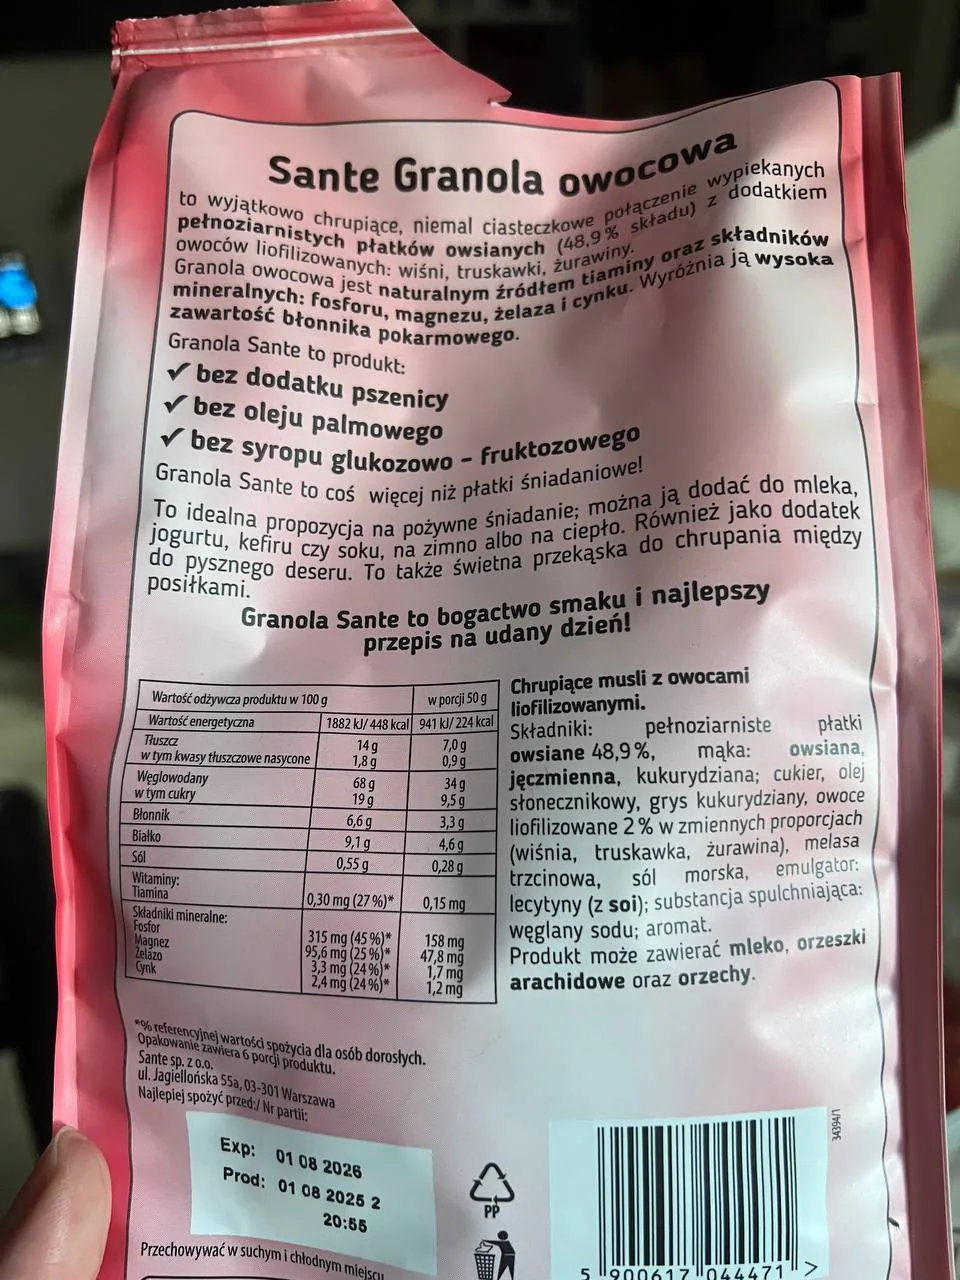 Sante Granola owocowa
to wyjątkowo chrupiące, niemal ciasteczkowe połączenie wypiekanych
pełnoziarnistych płatków owsianych (48,9% składu) z dodatkiem
owoców liofilizowanych: wiśni, truskawki, żurawiny.
Granola owocowa jest naturalnym źródłem tiaminy oraz składników
mineralnych: fosforu, magnezu, żelaza i cynku. Wyróżnia ją wysoka
zawartość błonnika pokarmowego.
Granola Sante to produkt:
✓ bez dodatku pszenicy
✓ bez oleju palmowego
✓ bez syropu glukozowo - fruktozowego
Granola Sante to coś więcej niż płatki śniadaniowe!
To idealna propozycja na pożywne śniadanie; można ją dodać do mleka,
jogurtu, kefiru czy soku, na zimno albo na ciepło. Również jako dodatek
do pysznego deseru. To także świetna przekąska do chrupania między
posiłkami.
Granola Sante to bogactwo smaku i najlepszy
przepis na udany dzień!
Wartość odżywcza produktu w 100 g w porcji 50 g
Wartość energetyczna 1882 kJ/ 448 kcal 941 kJ/ 224 kcal
Tłuszcz 14 g 7,0 g
w tym kwasy tłuszczowe nasycone 1,8 g 0,9 g
Węglowodany 68 g 34 g
w tym cukry 19 g 9,5 g
Błonnik 6,6 g 3,3 g
Białko 9,1 g 4,6 g
Sól 0,55 g 0,28 g
Witaminy:
Tiamina 0,30 mg (27 %)* 0,15 mg
Składniki mineralne:
Fosfor 315 mg (45 %)* 158 mg
Magnez 95,6 mg (25 %)* 47,8 mg
Żelazo 3,3 mg (24 %)* 1,7 mg
Cynk 2,4 mg (24 %)* 1,2 mg
Chrupiące musli z owocami
liofilizowanymi.
Składniki: pełnoziarniste płatki
owsiane 48,9 %, mąka: owsiana,
jęczmienna, kukurydziana; cukier, olej
słonecznikowy, grys kukurydziany, owoce
liofilizowane 2 % w zmiennych proporcjach
(wiśnia, truskawka, żurawina), melasa
trzcinowa, sól morska, emulgator:
lecytyny (z soi); substancja spulchniająca:
węglany sodu; aromat.
Produkt może zawierać mleko, orzeszki
arachidowe oraz orzechy.
*% referencyjnej wartości spożycia dla osób dorosłych.
Opakowanie zawiera 6 porcji produktu.
Sante sp. z o.o.
ul. Jagiellońska 55a, 03-301 Warszawa
Najlepiej spożyć przed:/ Nr partii:
Exp: 01 08 2026
Prod: 01 08 2025 2
20:55
Przechowywać w suchym i chłodnym miejscu
PP
34394/1
5 900617 044471 >